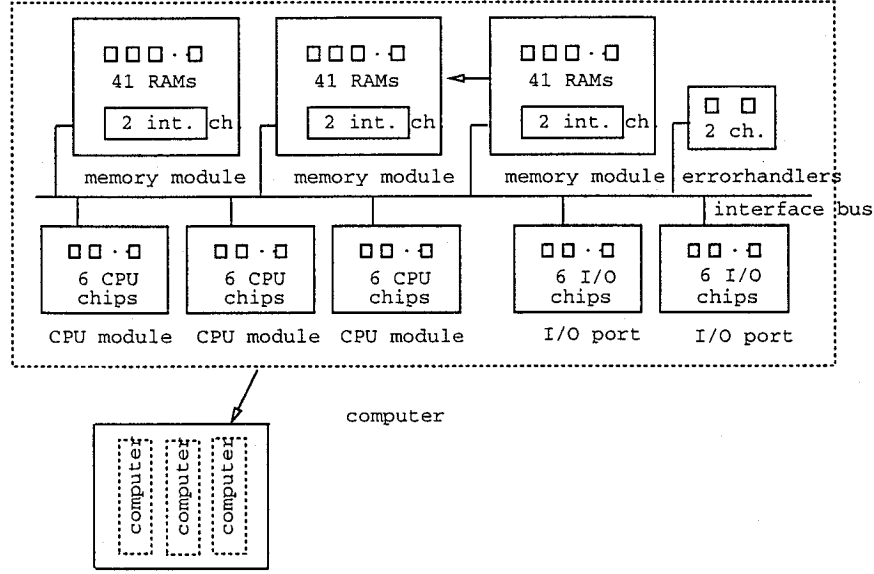 41 RAMs
41 RAMs
41 RAMs
2 int. ch.
2 int. ch.
2 int. ch.
2 ch.
memory module
memory module
memory module
errorhandlers
interface bus
6 CPU
chips
6 CPU
chips
6 CPU
chips
6 I/O
chips
6 I/O
chips
CPU module
CPU module
CPU module
I/O port
I/O port
computer
computer
computer
computer